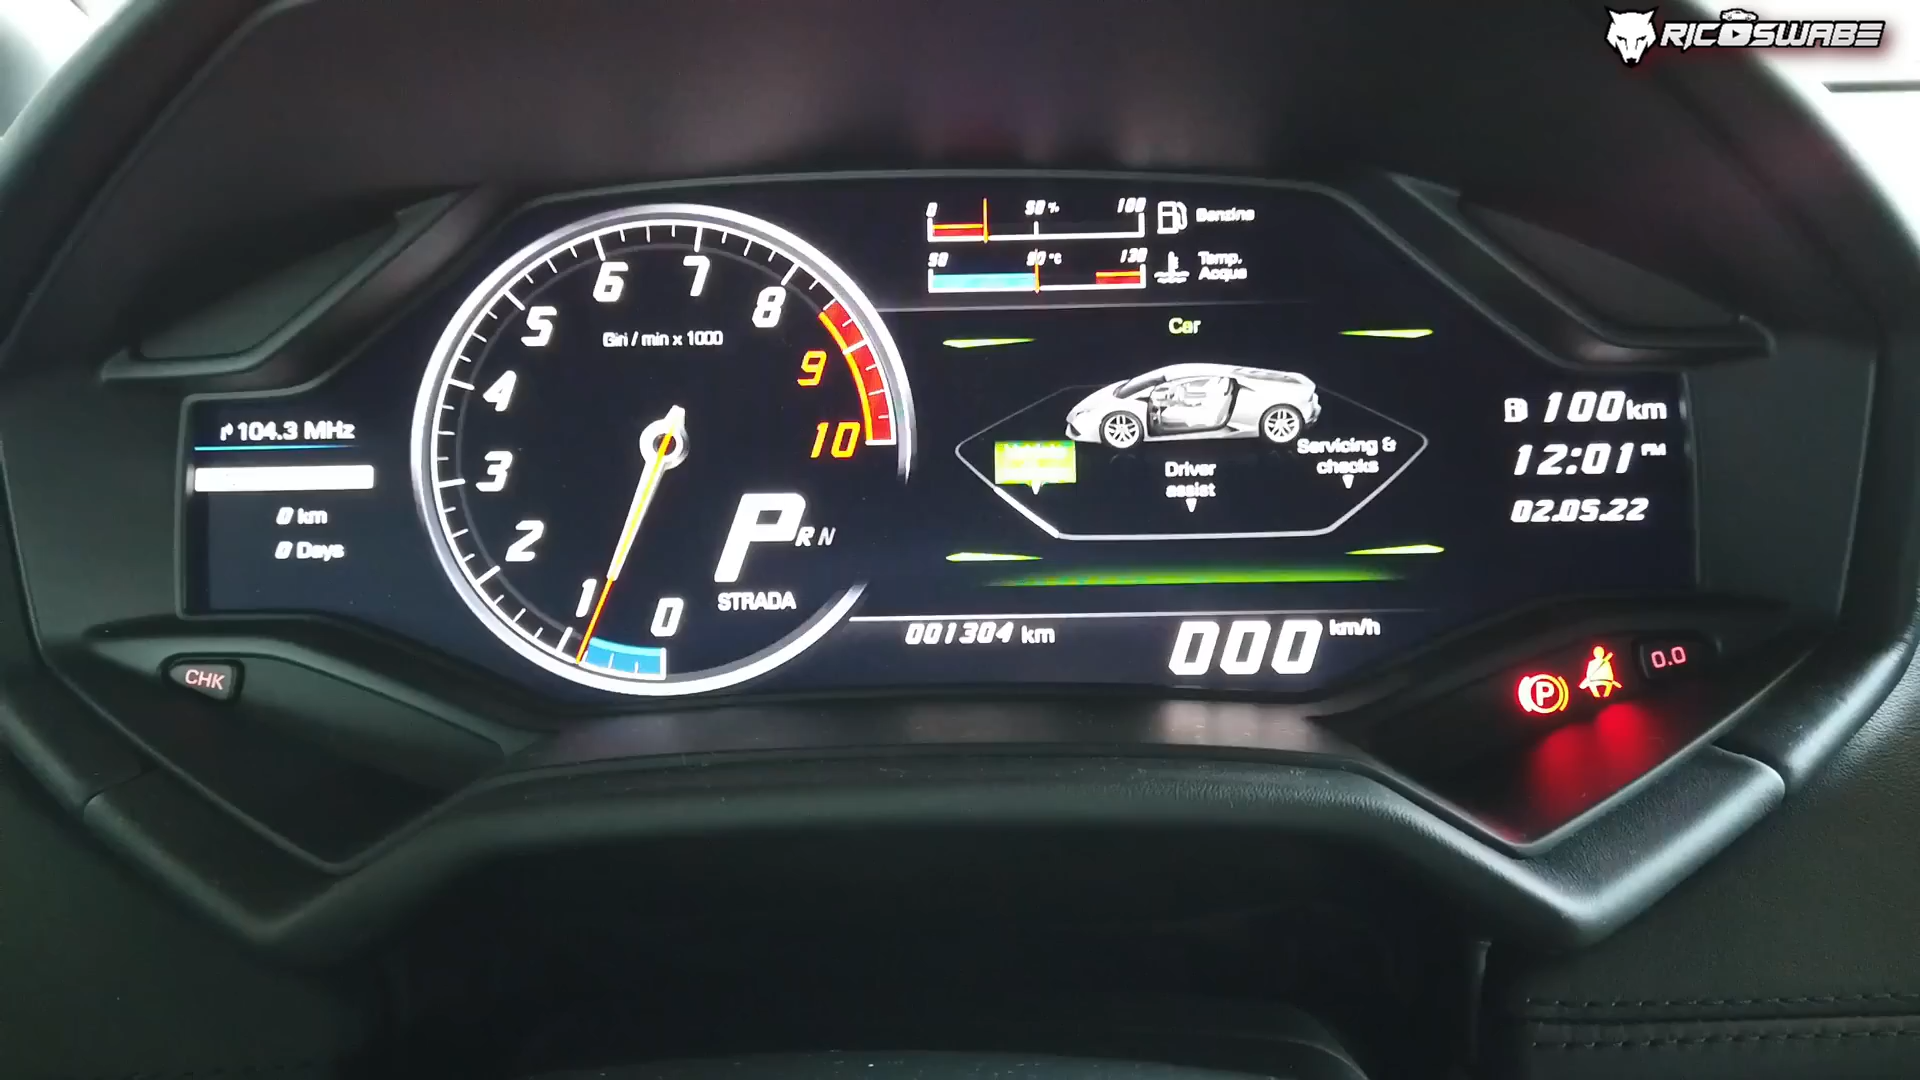 RICOSWABE
0 50 % 100
Benzina
50 90 °C 130
Temp.
Acqua
104.3 MHz
0 km
0 Days
0
1
2
3
4
5
6
7
8
9
10
Giri / min x 1000
P R N
STRADA
Car
Driver
assist
Servicing &
checks
100 km
12:01 PM
02.05.22
001304 km
000 km/h
CHK
P
0.0